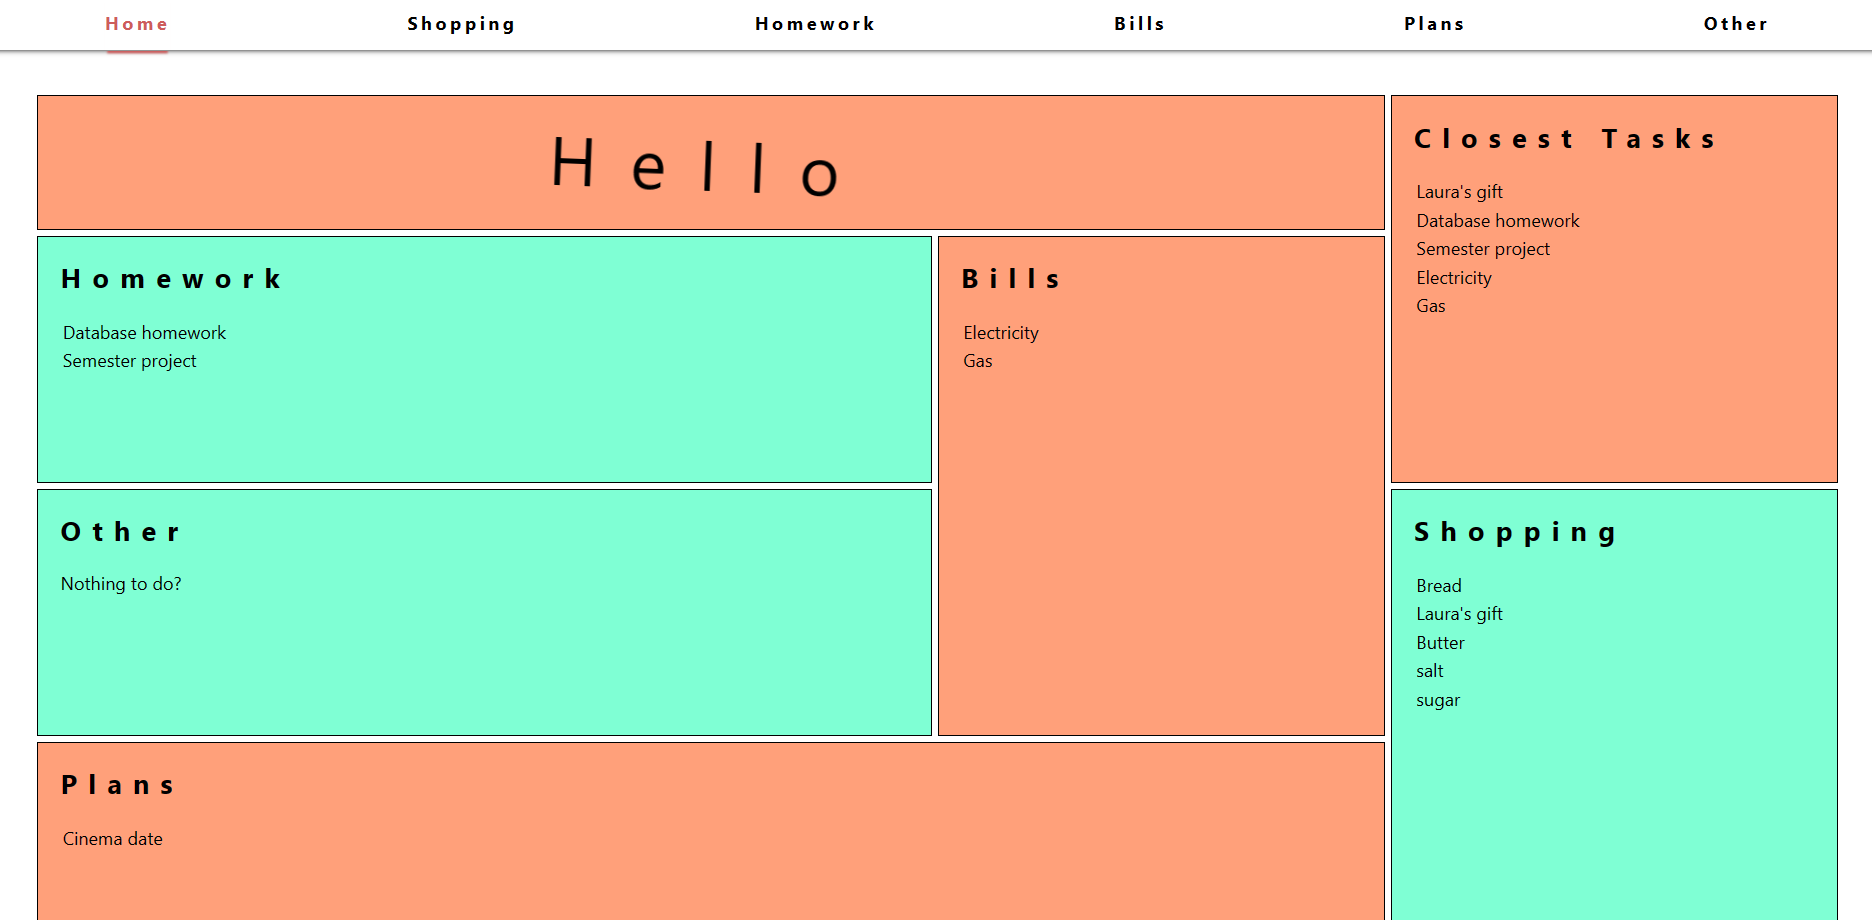 Home Shopping Homework Bills Plans Other
Hello
Closest Tasks
Laura's gift
Database homework
Semester project
Electricity
Gas
Homework
Database homework
Semester project
Bills
Electricity
Gas
Other
Nothing to do?
Shopping
Bread
Laura's gift
Butter
salt
sugar
Plans
Cinema date